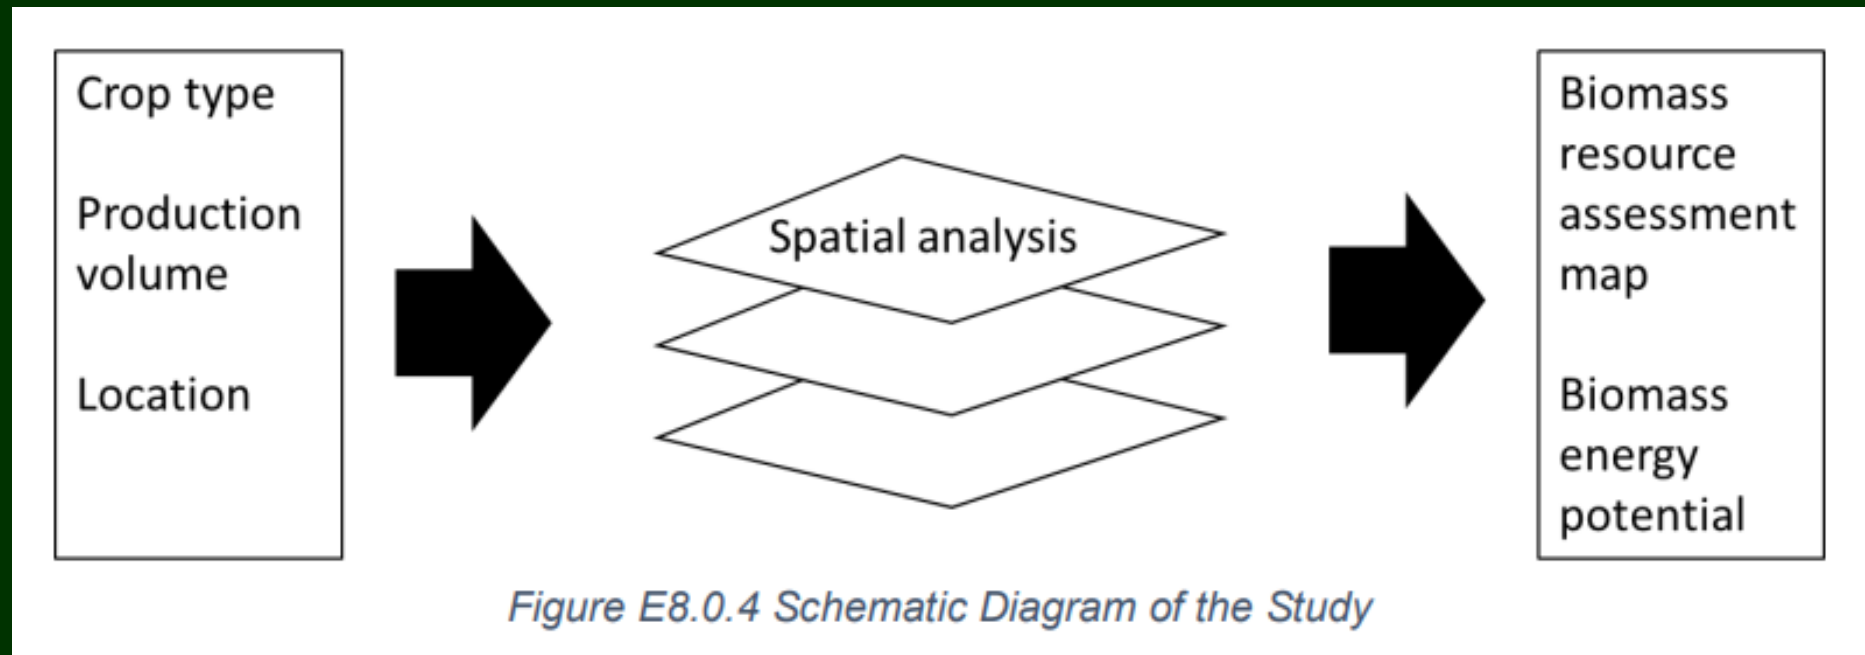 Crop type
Production
volume
Location
Spatial analysis
Biomass
resource
assessment
map
Biomass
energy
potential
Figure E8.0.4 Schematic Diagram of the Study